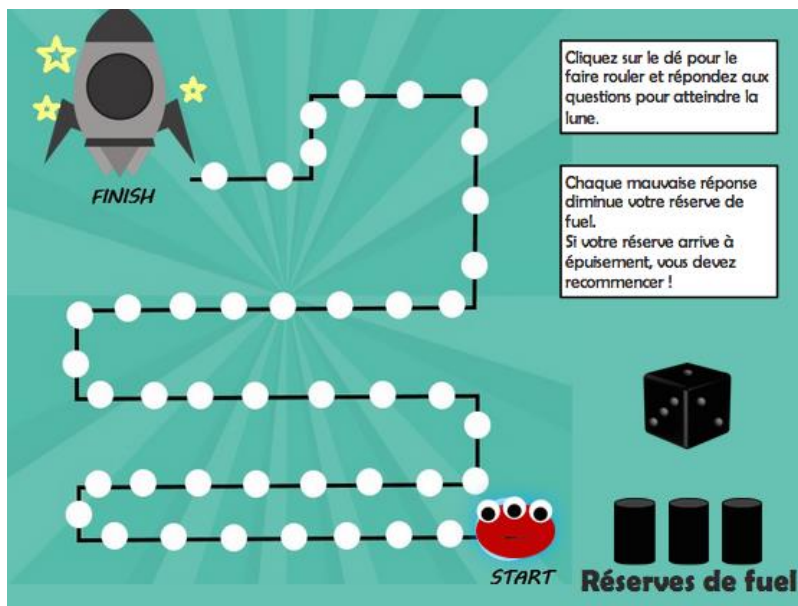 Cliquez sur le dé pour le
faire rouler et répondez aux
questions pour atteindre la
lune.
FINISH
Chaque mauvaise réponse
diminue votre réserve de
fuel.
Si votre réserve arrive à
épuisement, vous devez
recommencer !
START
Réserves de fuel